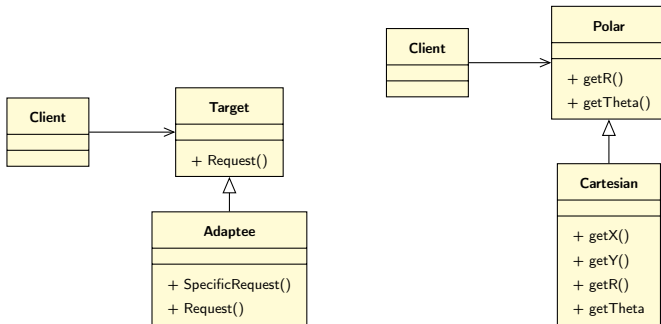 Client
Target
+ Request()
Adaptee
+ SpecificRequest()
+ Request()
Client
Polar
+ getR()
+ getTheta()
Cartesian
+ getX()
+ getY()
+ getR()
+ getTheta